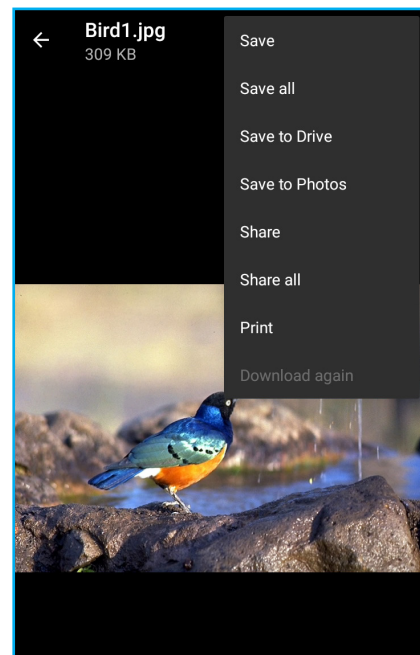 Bird1.jpg
309 KB
Save
Save all
Save to Drive
Save to Photos
Share
Share all
Print
Download again